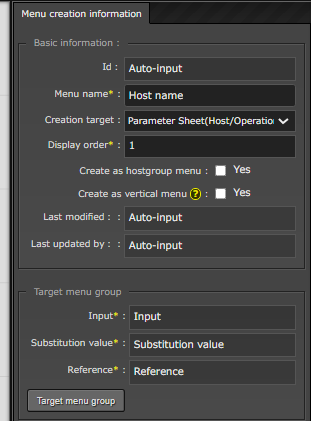 Menu creation information
Basic information :
Id : Auto-input
Menu name* : Host name
Creation target : Parameter Sheet(Host/Operation
Display order* : 1
Create as hostgroup menu : Yes
Create as vertical menu ? : Yes
Last modified : : Auto-input
Last updated by : : Auto-input
Target menu group
Input* : Input
Substitution value* : Substitution value
Reference* : Reference
Target menu group